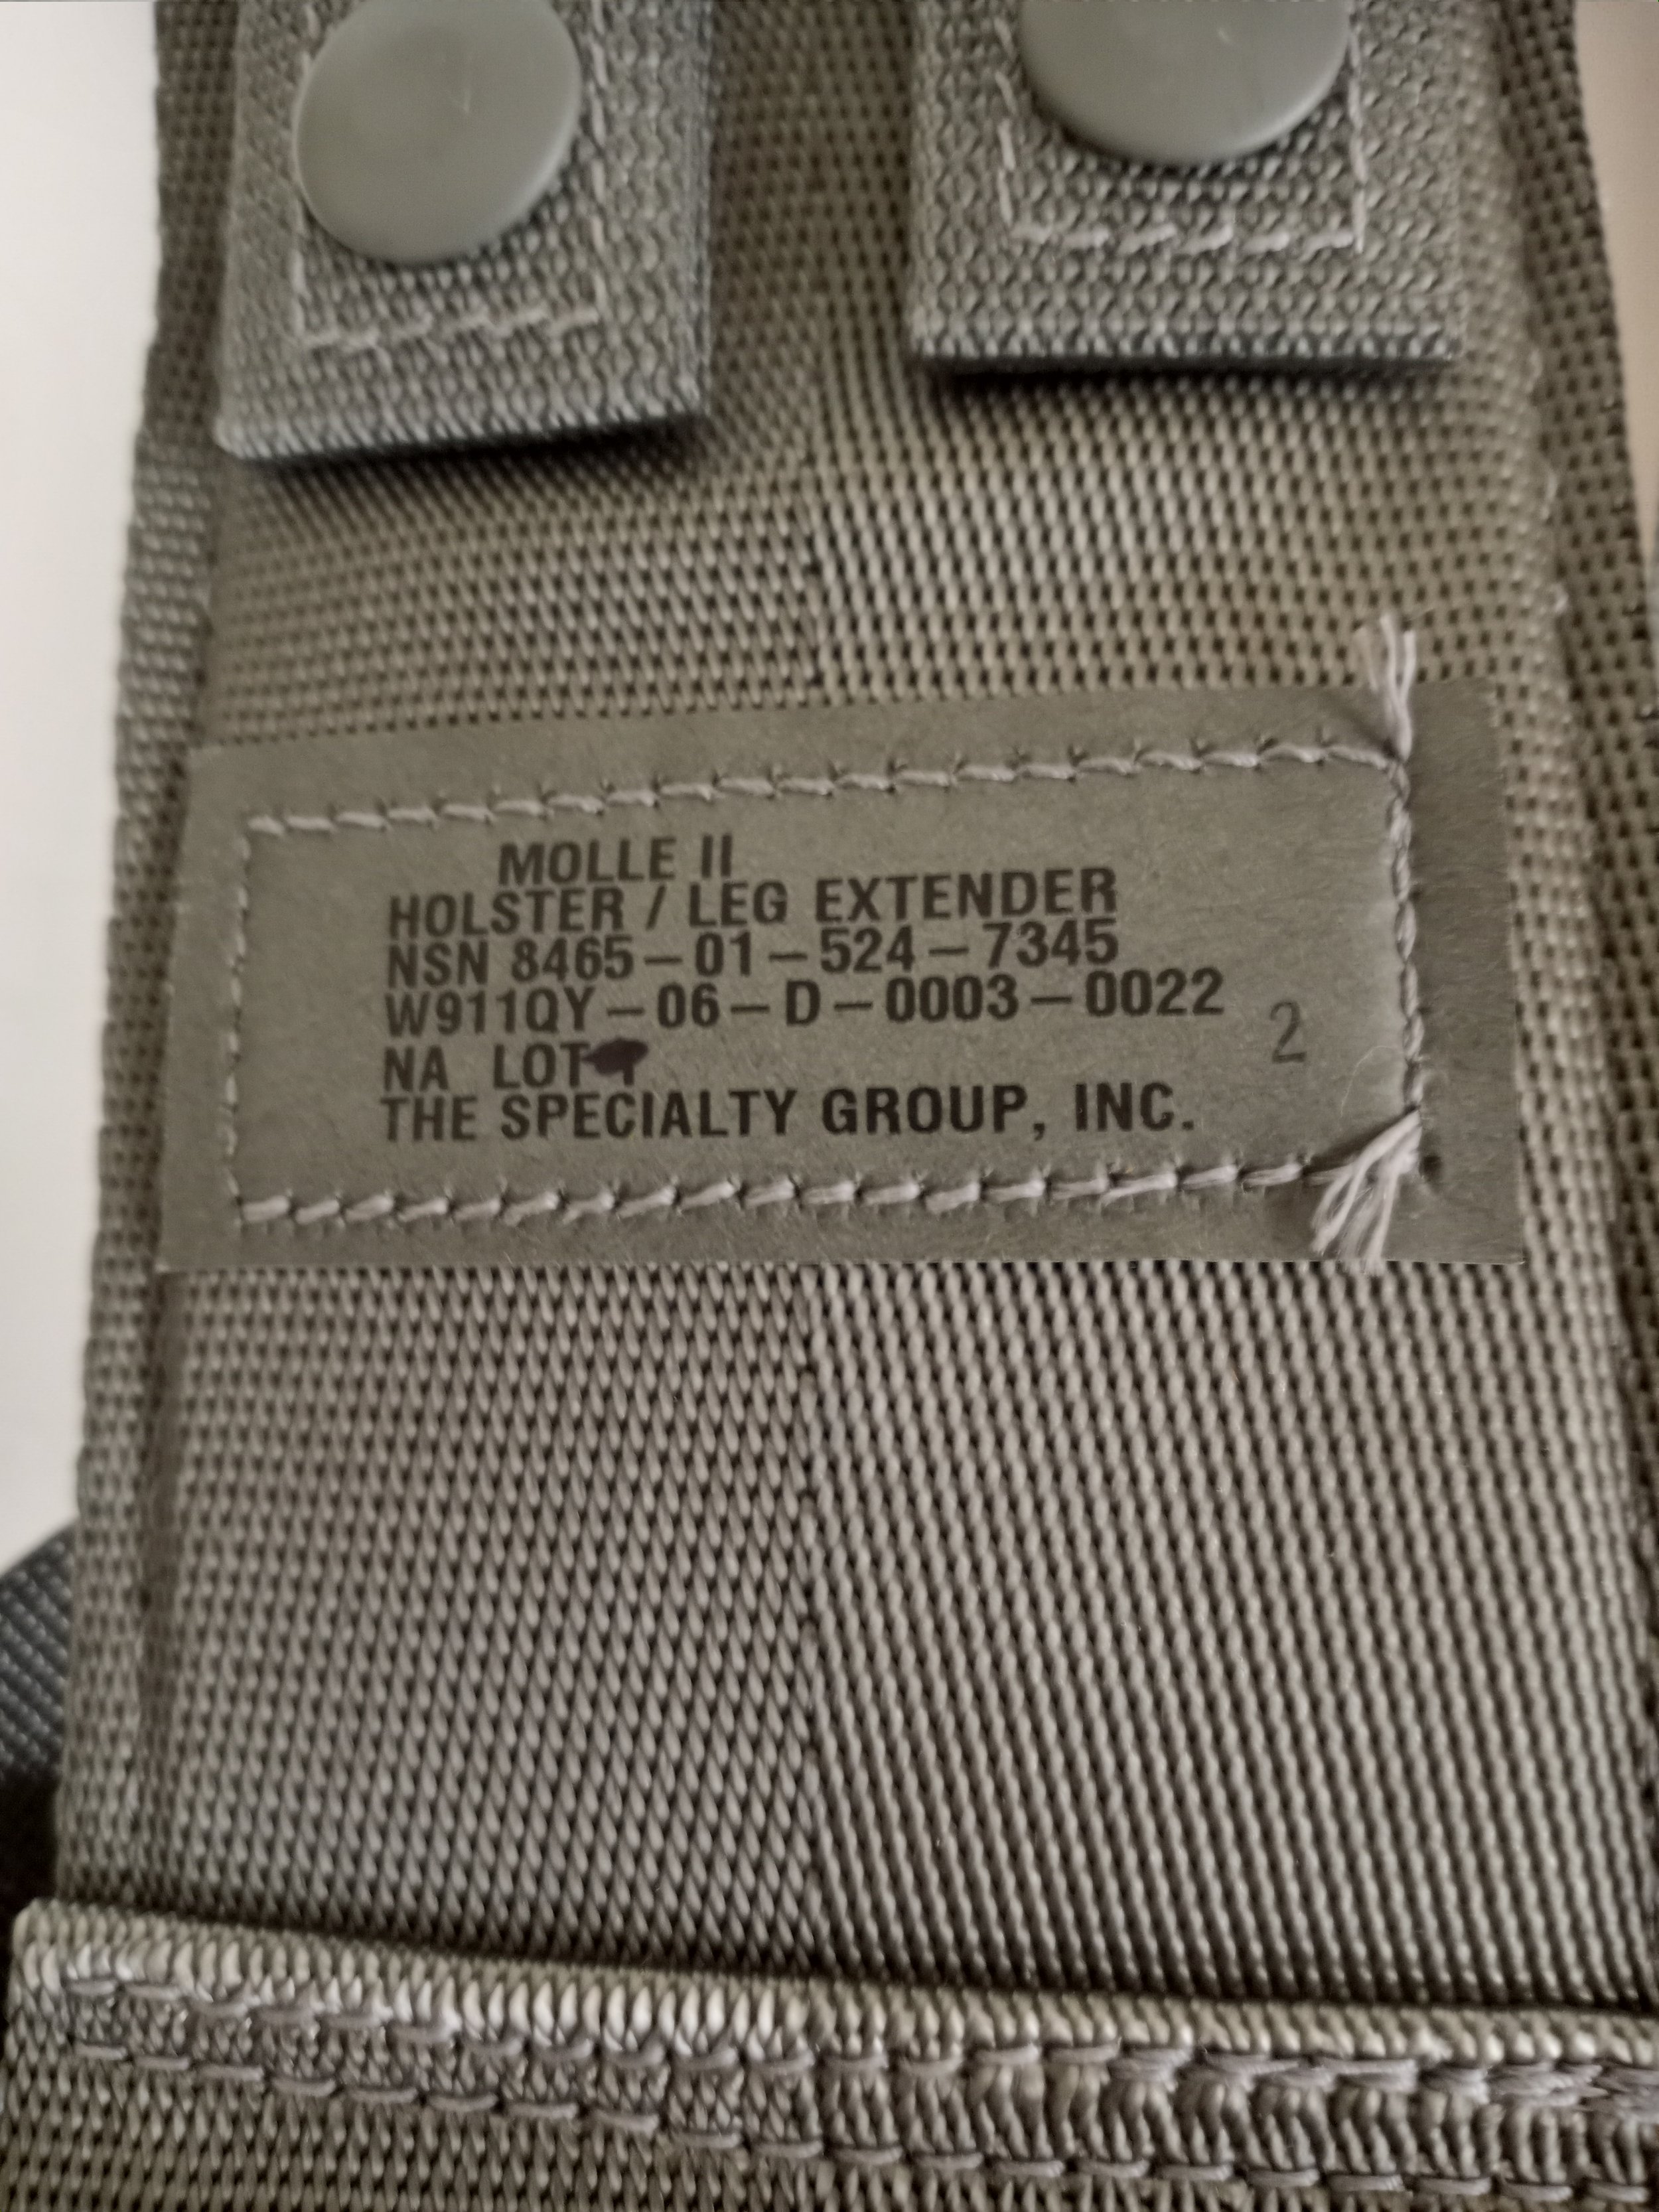 MOLLE II
HOLSTER / LEG EXTENDER
NSN 8465-01-524-7345
W911QY-06-D-0003-0022
2
NA LOT
THE SPECIALTY GROUP, INC.